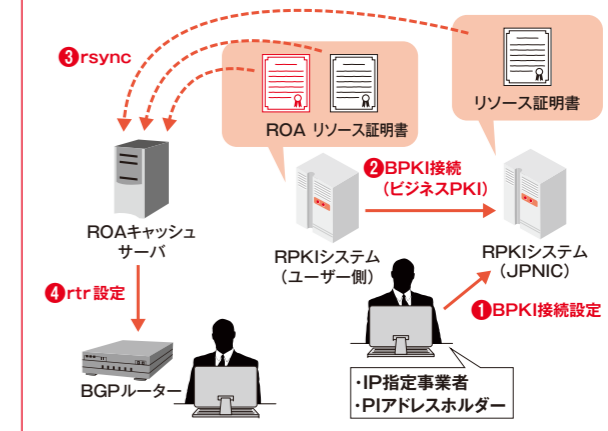 ❸rsync
ROA リソース証明書
リソース証明書
❷BPKI接続
（ビジネスPKI）
ROAキャッシュ
サーバ
RPKIシステム
（ユーザー側）
RPKIシステム
（JPNIC）
❹rtr設定
❶BPKI接続設定
BGPルーター
・IP指定事業者
・PIアドレスホルダー